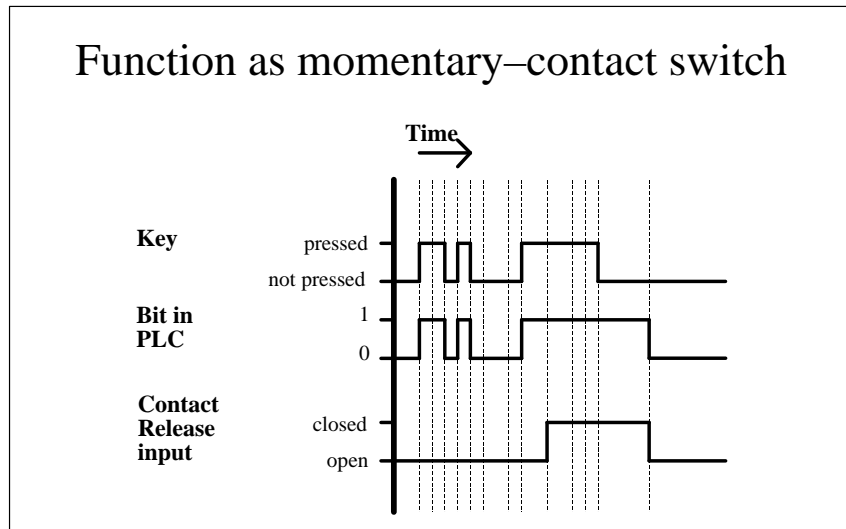 Function as momentary–contact switch
Time
Key
pressed
not pressed
Bit in
PLC
1
0
Contact
Release
input
closed
open